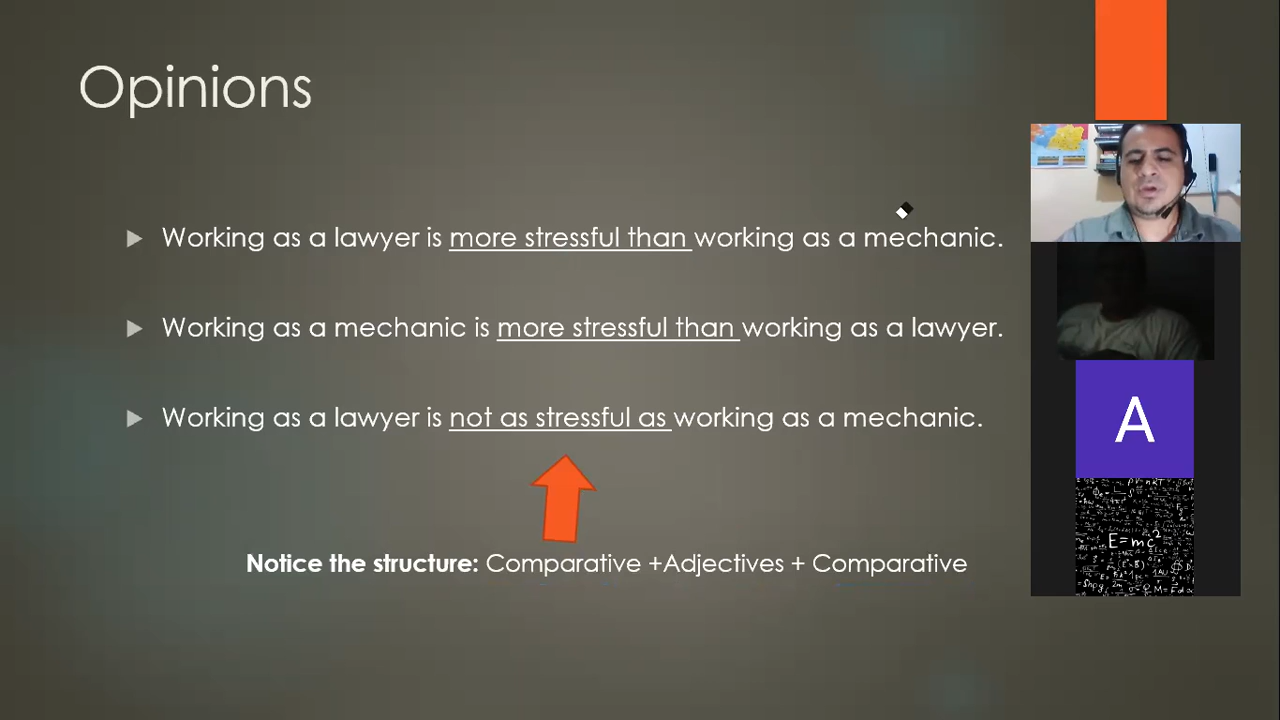 Opinions
Working as a lawyer is more stressful than working as a mechanic.
Working as a mechanic is more stressful than working as a lawyer.
Working as a lawyer is not as stressful as working as a mechanic.
Notice the structure: Comparative +Adjectives + Comparative
A
E=mc²